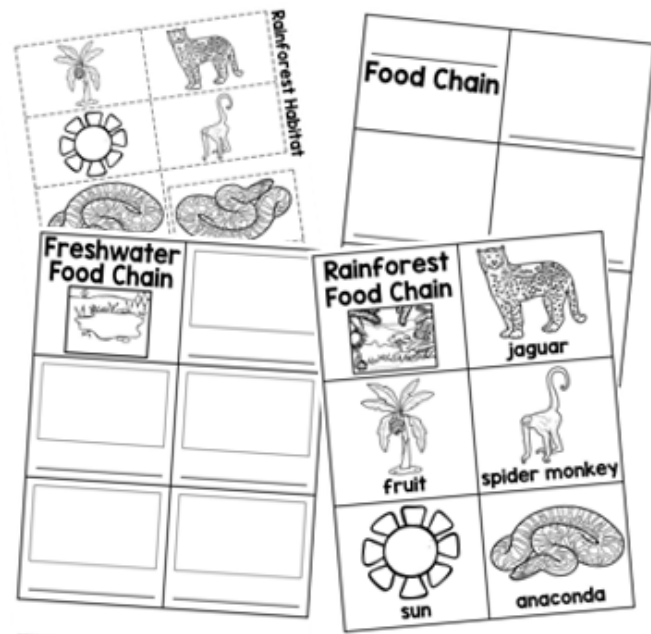 Rainforest Habitat
Food Chain
Freshwater
Food Chain
Rainforest
Food Chain
jaguar
fruit
spider monkey
sun
anaconda